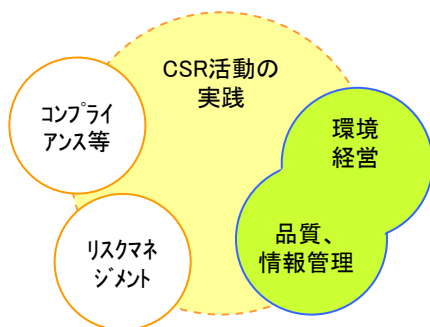 CSR活動の
実践
ｺﾝﾌﾟﾗｲ
ｱﾝｽ等
環境
経営
ﾘｽｸﾏﾈ
ｼﾞﾒﾝﾄ
品質、
情報管理